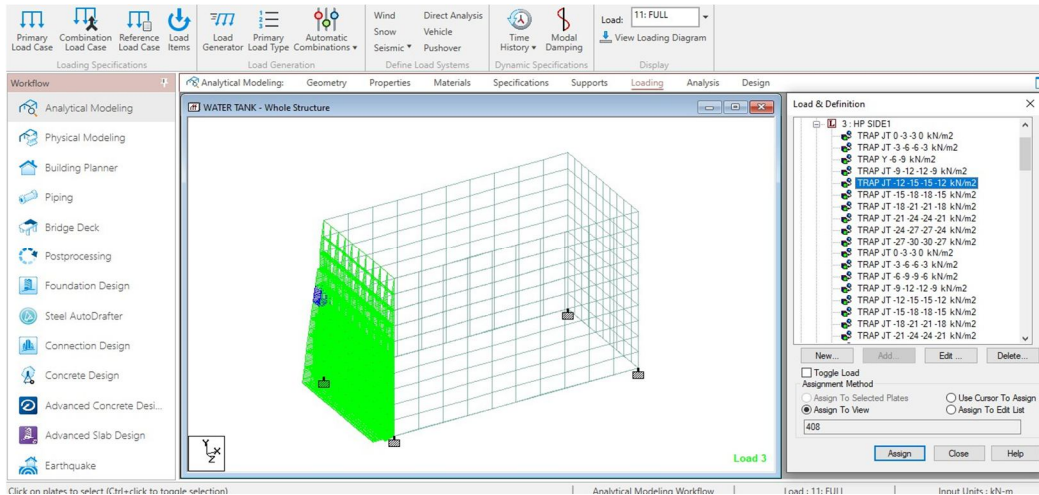 Primary Load Case
Combination Load Case
Reference Load Case
Load Items
Loading Specifications
Load Generator
Primary Load Type
Automatic Combinations
Load Generation
Wind
Snow
Seismic
Direct Analysis
Vehicle
Pushover
Define Load Systems
Time History
Modal Damping
Dynamic Specifications
Load: 11: FULL
View Loading Diagram
Display
Workflow
Analytical Modeling: Geometry Properties Materials Specifications Supports Loading Analysis Design
Analytical Modeling
Physical Modeling
Building Planner
Piping
Bridge Deck
Postprocessing
Foundation Design
Steel AutoDrafter
Connection Design
Concrete Design
Advanced Concrete Desi...
Advanced Slab Design
Earthquake
WATER TANK - Whole Structure
Y
X
Z
Load 3
Load & Definition
3 : HP SIDE1
TRAP JT 0 -3 -3 0 kN/m2
TRAP JT -3 -6 -6 -3 kN/m2
TRAP Y -6 -9 kN/m2
TRAP JT -9 -12 -12 -9 kN/m2
TRAP JT -12 -15 -15 -12 kN/m2
TRAP JT -15 -18 -18 -15 kN/m2
TRAP JT -18 -21 -21 -18 kN/m2
TRAP JT -21 -24 -24 -21 kN/m2
TRAP JT -24 -27 -27 -24 kN/m2
TRAP JT -27 -30 -30 -27 kN/m2
TRAP JT 0 -3 -3 0 kN/m2
TRAP JT -3 -6 -6 -3 kN/m2
TRAP JT -6 -9 -9 -6 kN/m2
TRAP JT -9 -12 -12 -9 kN/m2
TRAP JT -12 -15 -15 -12 kN/m2
TRAP JT -15 -18 -18 -15 kN/m2
TRAP JT -18 -21 -21 -18 kN/m2
TRAP JT -21 -24 -24 -21 kN/m2
New... Add... Edit ... Delete...
Toggle Load
Assignment Method
Assign To Selected Plates Use Cursor To Assign
Assign To View Assign To Edit List
408
Assign Close Help
Click on plates to select (Ctrl+click to toggle selection) Analytical Modeling Workflow Load : 11: FULL Input Units : kN-m